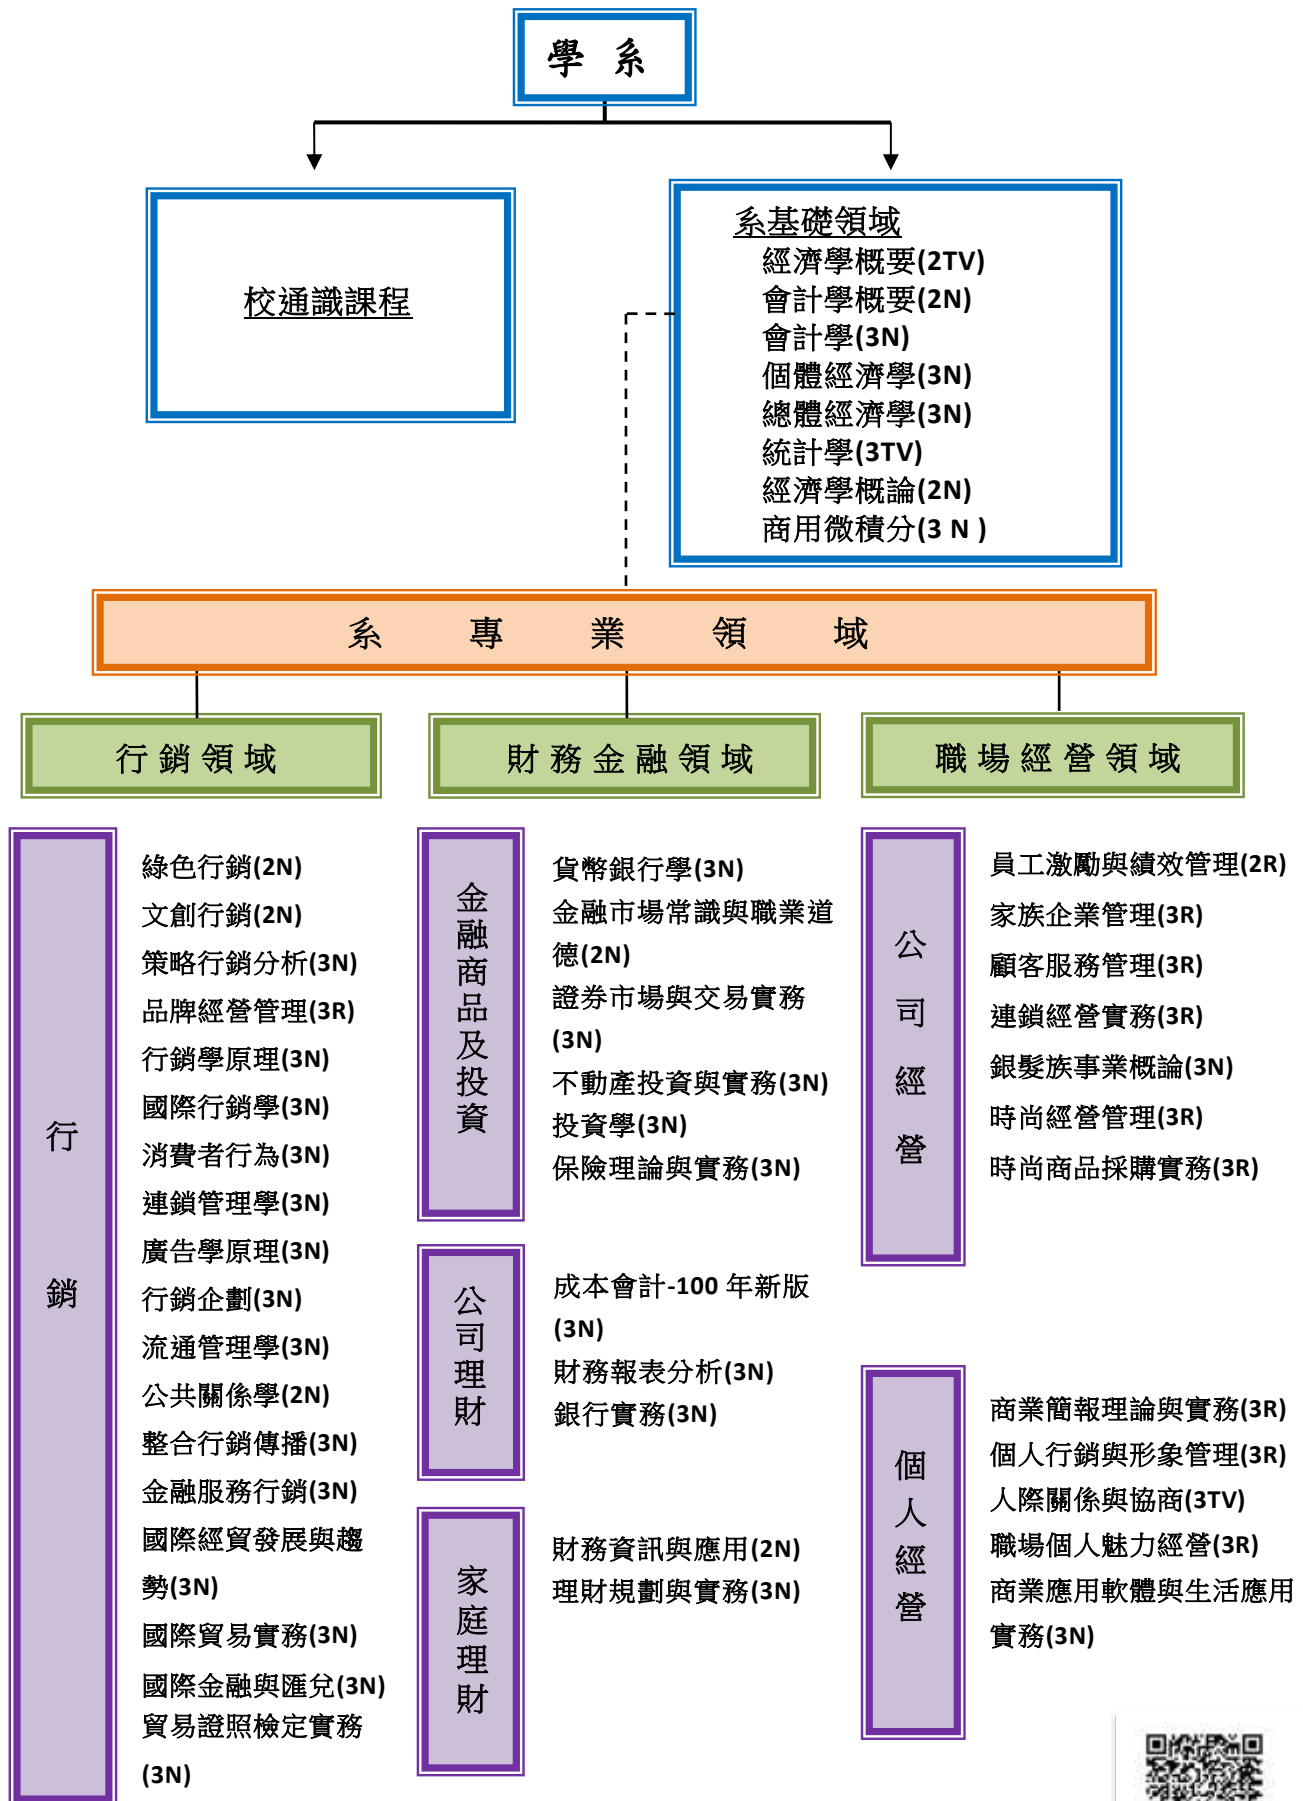 學 系
校通識課程
系基礎領域
經濟學概要(2TV)
會計學概要(2N)
會計學(3N)
個體經濟學(3N)
總體經濟學(3N)
統計學(3TV)
經濟學概論(2N)
商用微積分(3 N )
系 專 業 領 域
行銷領域
財務金融領域
職場經營領域
行銷
綠色行銷(2N)
文創行銷(2N)
策略行銷分析(3N)
品牌經營管理(3R)
行銷學原理(3N)
國際行銷學(3N)
消費者行為(3N)
連鎖管理學(3N)
廣告學原理(3N)
行銷企劃(3N)
流通管理學(3N)
公共關係學(2N)
整合行銷傳播(3N)
金融服務行銷(3N)
國際經貿發展與趨
勢(3N)
國際貿易實務(3N)
國際金融與匯兌(3N)
貿易證照檢定實務
(3N)
金融商品及投資
貨幣銀行學(3N)
金融市場常識與職業道
德(2N)
證券市場與交易實務
(3N)
不動產投資與實務(3N)
投資學(3N)
保險理論與實務(3N)
公司理財
成本會計-100 年新版
(3N)
財務報表分析(3N)
銀行實務(3N)
家庭理財
財務資訊與應用(2N)
理財規劃與實務(3N)
公司經營
員工激勵與績效管理(2R)
家族企業管理(3R)
顧客服務管理(3R)
連鎖經營實務(3R)
銀髮族事業概論(3N)
時尚經營管理(3R)
時尚商品採購實務(3R)
個人經營
商業簡報理論與實務(3R)
個人行銷與形象管理(3R)
人際關係與協商(3TV)
職場個人魅力經營(3R)
商業應用軟體與生活應用
實務(3N)